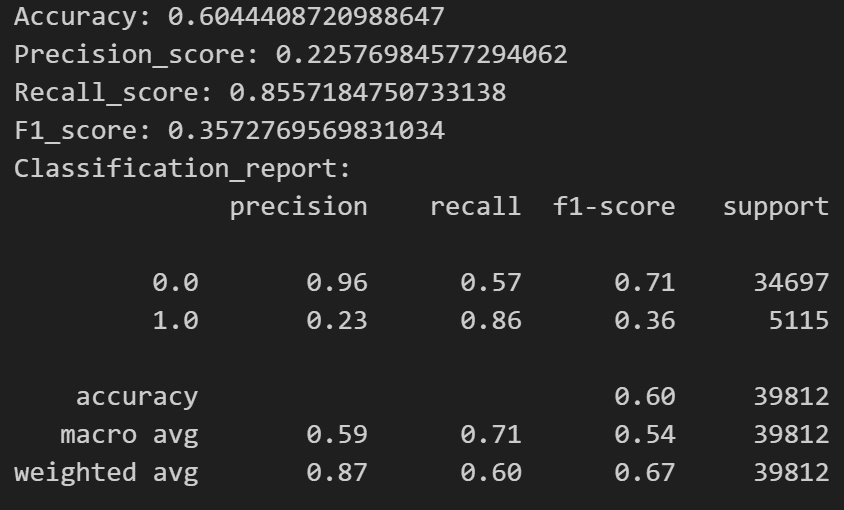 Accuracy: 0.6044408720988647
Precision_score: 0.22576984577294062
Recall_score: 0.8557184750733138
F1_score: 0.3572769569831034
Classification_report:
precision recall f1-score support
0.0 0.96 0.57 0.71 34697
1.0 0.23 0.86 0.36 5115
accuracy 0.60 39812
macro avg 0.59 0.71 0.54 39812
weighted avg 0.87 0.60 0.67 39812